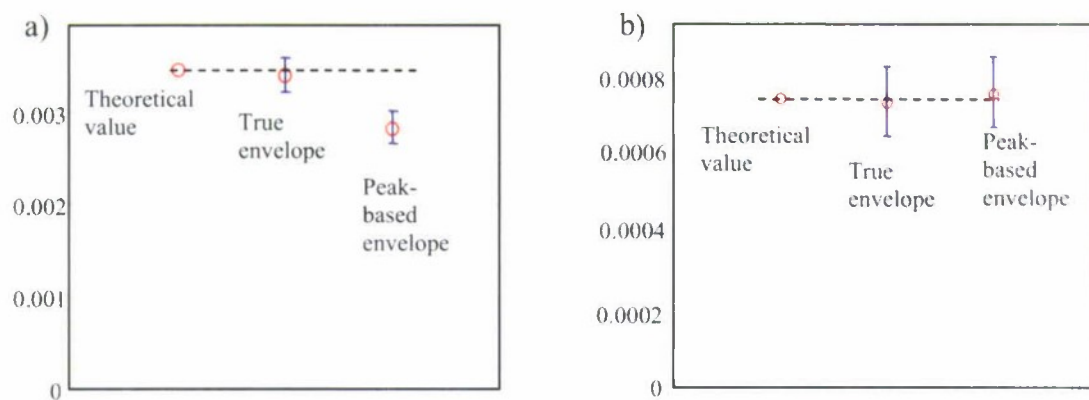 a)
0.003
0.002
0.001
0
Theoretical
value
True
envelope
Peak-
based
envelope
b)
0.0008
0.0006
0.0004
0.0002
0
Theoretical
value
True
envelope
Peak-
based
envelope